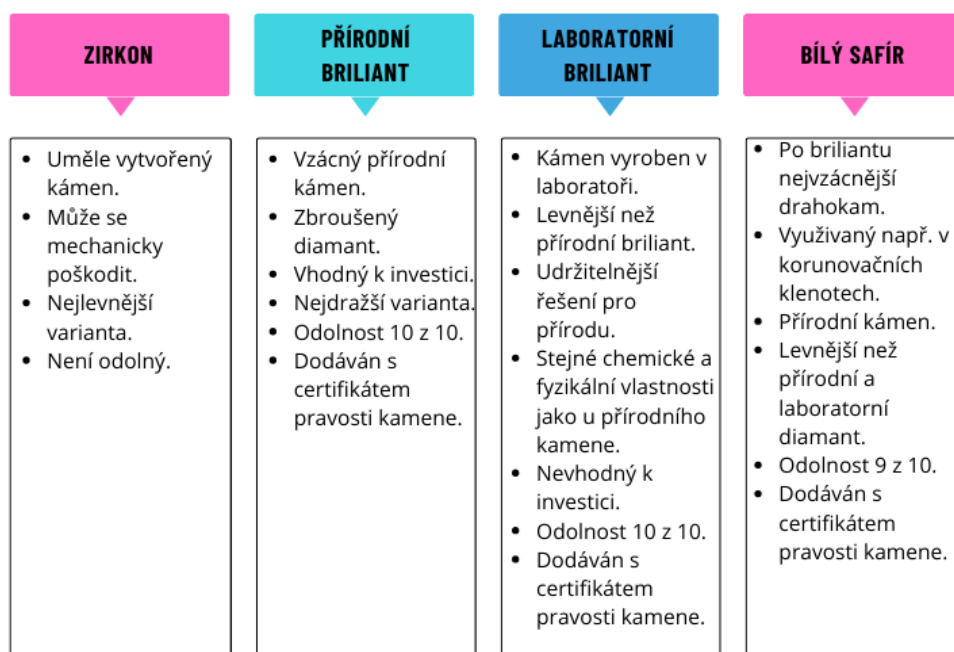 ZIRKON
Uměle vytvořený
kámen.
Může se
mechanicky
poškodit.
Nejlevnější
varianta.
Není odolný.
PŘÍRODNÍ
BRILIANT
Vzácný přírodní
kámen.
Zbroušený
diamant.
Vhodný k investici.
Nejdražší varianta.
Odolnost 10 z 10.
Dodáván s
certifikátem
pravosti kamene.
LABORATORNÍ
BRILIANT
Kámen vyroben v
laboratoři.
Levnější než
přírodní briliant.
Udržitelnější
řešení pro
přírodu.
Stejné chemické a
fyzikální vlastnosti
jako u přírodního
kamene.
Nevhodný k
investici.
Odolnost 10 z 10.
Dodáván s
certifikátem
pravosti kamene.
BÍLÝ SAFÍR
Po briliantu
nejvzácnější
drahokam.
Využivaný např. v
korunovačních
klenotech.
Přírodní kámen.
Levnější než
přírodní a
laboratorní
diamant.
Odolnost 9 z 10.
Dodáván s
certifikátem
pravosti kamene.